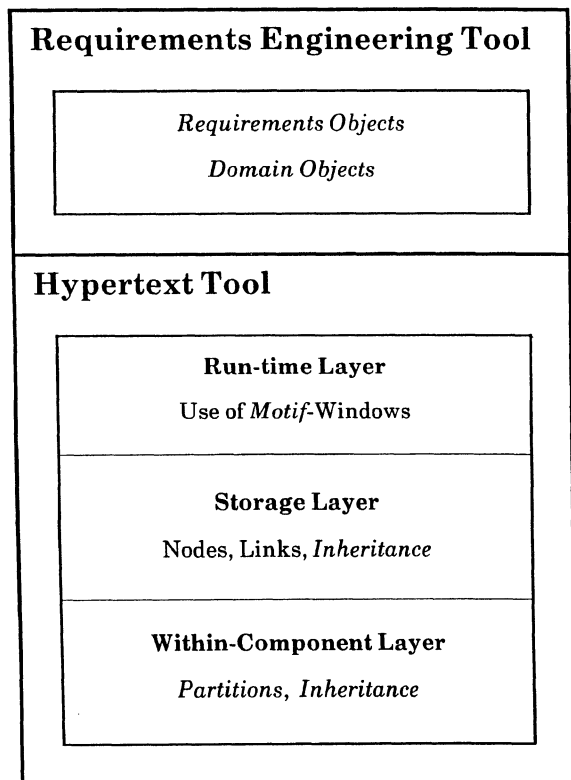 Requirements Engineering Tool
Requirements Objects
Domain Objects
Hypertext Tool
Run-time Layer
Use of Motif-Windows
Storage Layer
Nodes, Links, Inheritance
Within-Component Layer
Partitions, Inheritance